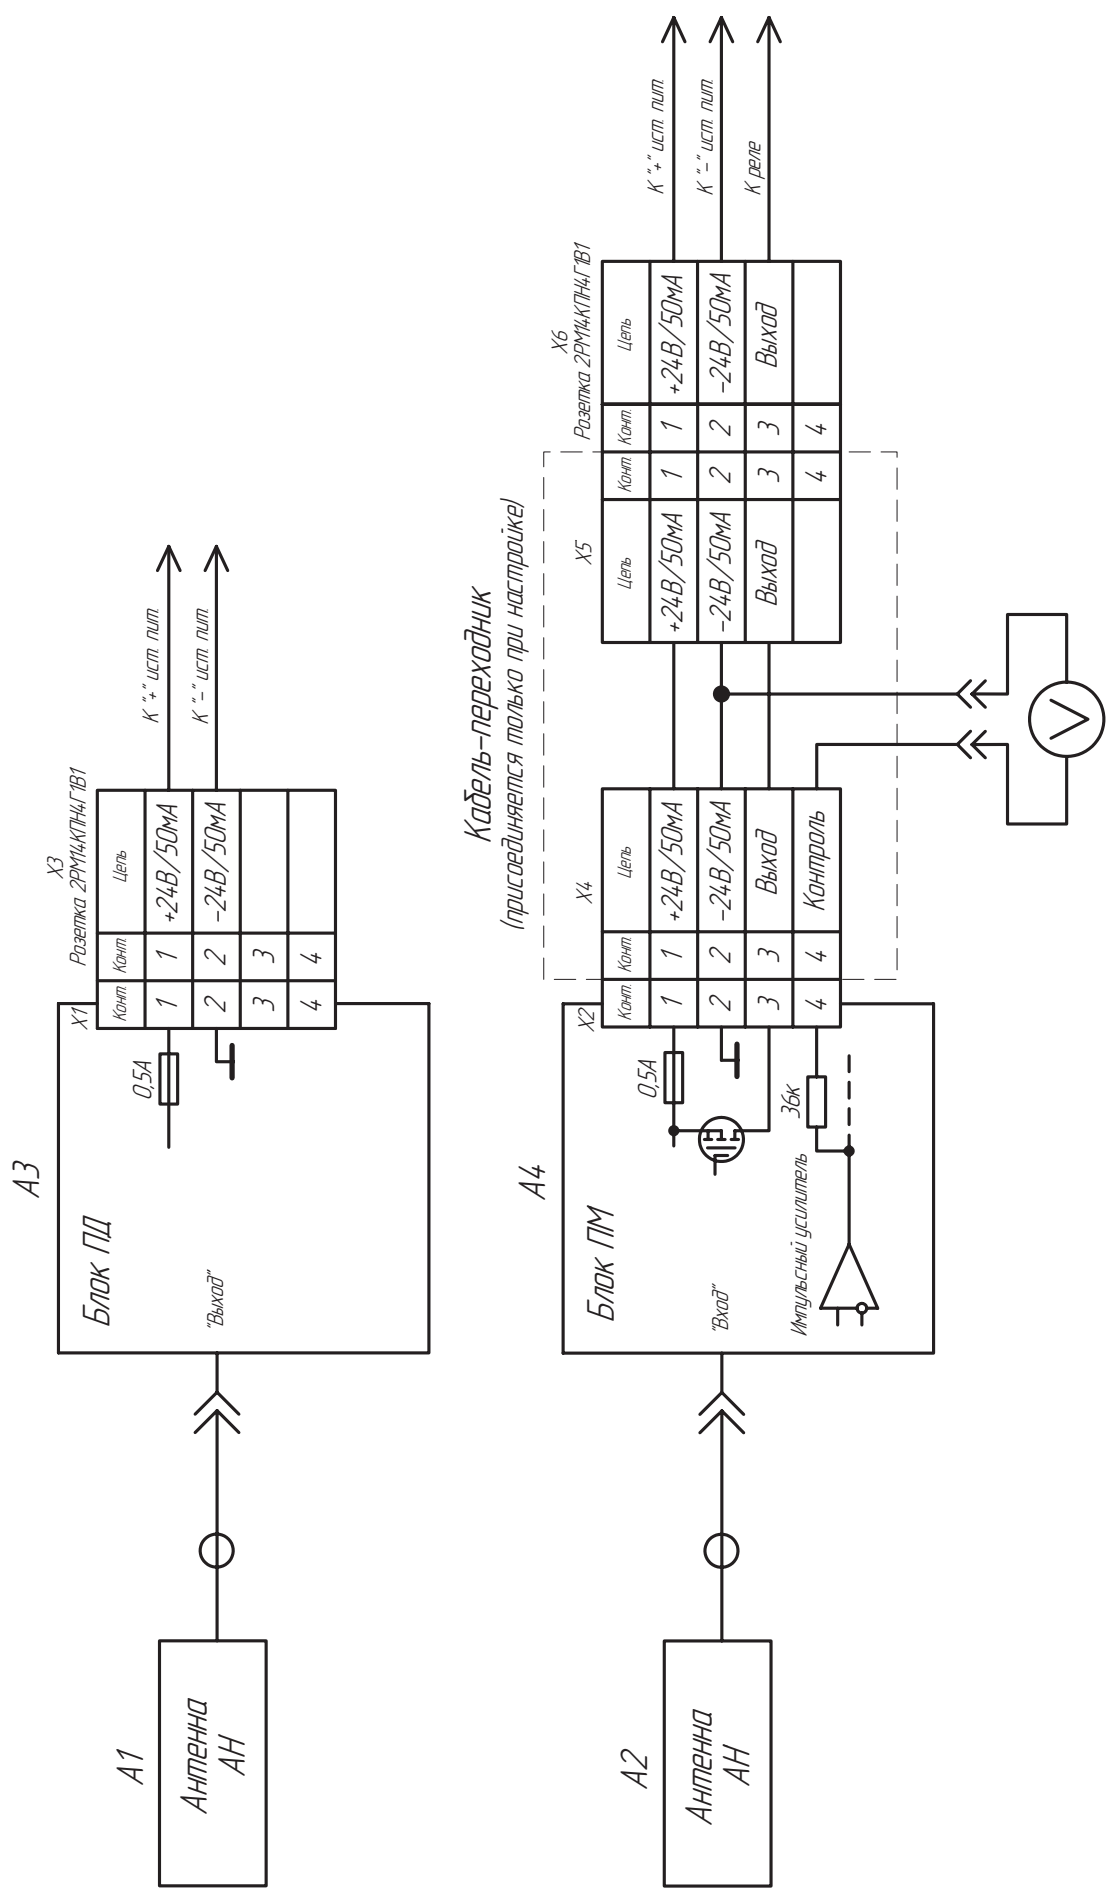 А1
Антенна
АН
А3
Блок ПД
"Выход"
0,5А
X1
Конт.
1
2
3
4
X3
Розетка 2РМ14КПН4Г1В1
Конт.
Цепь
1
+24В/50мА
2
-24В/50мА
3
4
К "+" ист. пит.
К "-" ист. пит.
А2
Антенна
АН
А4
Блок ПМ
"Вход"
Импульсный усилитель
0,5А
36к
X2
Конт.
1
2
3
4
Кабель-переходник
(присоединяется только при настройке)
X4
Конт.
Цепь
1
+24В/50мА
2
-24В/50мА
3
Выход
4
Контроль
V
X5
Цепь
Конт.
+24В/50мА
1
-24В/50мА
2
Выход
3
4
X6
Розетка 2РМ14КПН4Г1В1
Конт.
Цепь
1
+24В/50мА
2
-24В/50мА
3
Выход
4
К "+" ист. пит.
К "-" ист. пит.
К реле